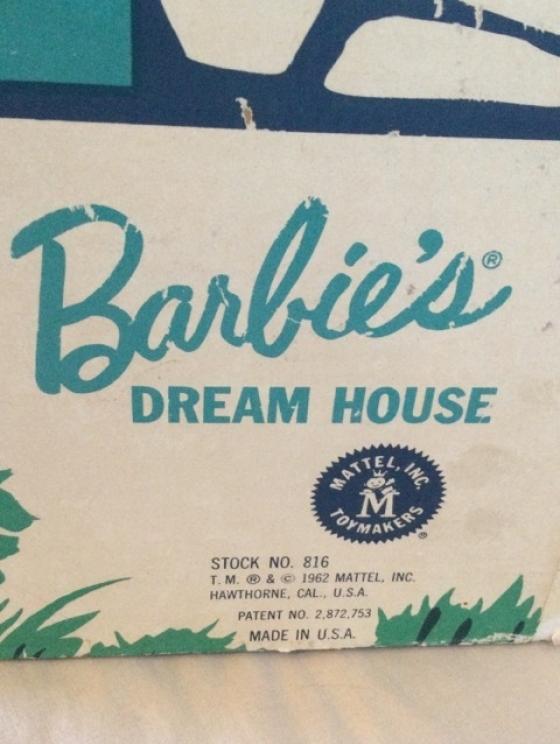 Barbie's®
DREAM HOUSE
MATTEL, INC.
M
TOYMAKERS
®
STOCK NO. 816
T. M. ® & © 1962 MATTEL, INC.
HAWTHORNE, CAL., U.S.A.
PATENT NO. 2,872,753
MADE IN U.S.A.